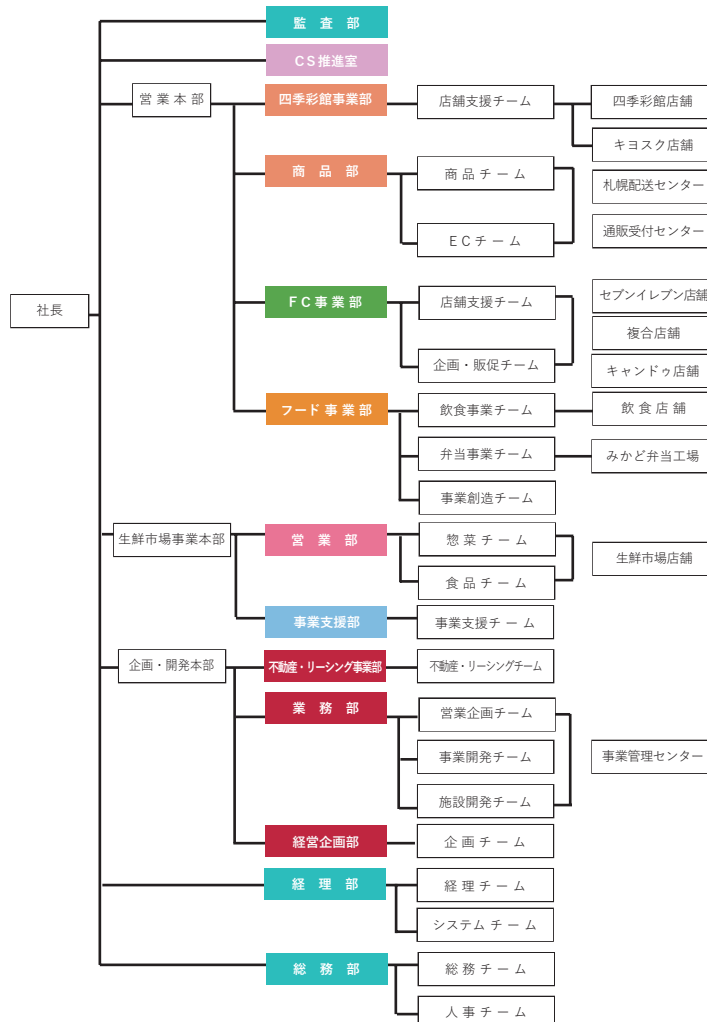 監査部
CS推進室
営業本部
四季彩館事業部
店舗支援チーム
四季彩館店舗
キヨスク店舗
商品部
商品チーム
札幌配送センター
ECチーム
通販受付センター
社長
FC事業部
店舗支援チーム
セブンイレブン店舗
複合店舗
企画・販促チーム
キャンドゥ店舗
フード事業部
飲食事業チーム
飲食店舗
弁当事業チーム
みかど弁当工場
事業創造チーム
生鮮市場事業本部
営業部
惣菜チーム
生鮮市場店舗
食品チーム
事業支援部
事業支援チーム
企画・開発本部
不動産・リーシング事業部
不動産・リーシングチーム
業務部
営業企画チーム
事業開発チーム
事業管理センター
施設開発チーム
経営企画部
企画チーム
経理部
経理チーム
システムチーム
総務部
総務チーム
人事チーム